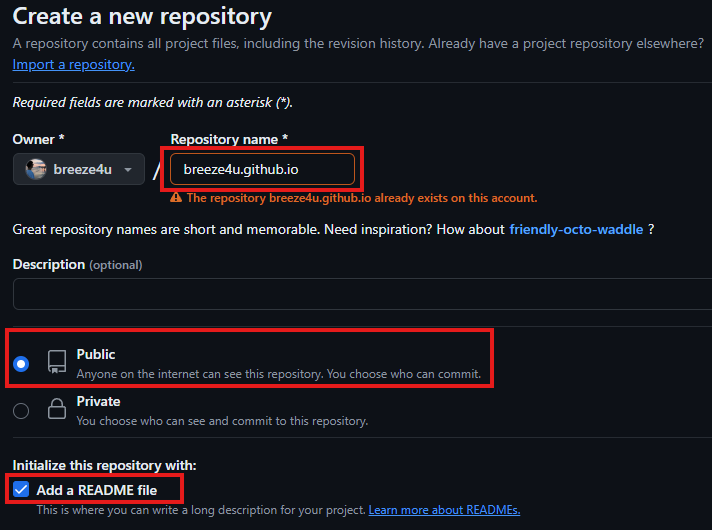 Create a new repository
A repository contains all project files, including the revision history. Already have a project repository elsewhere?
Import a repository.
Required fields are marked with an asterisk (*).
Owner *
Repository name *
breeze4u
/
breeze4u.github.io
The repository breeze4u.github.io already exists on this account.
Great repository names are short and memorable. Need inspiration? How about friendly-octo-waddle ?
Description (optional)
Public
Anyone on the internet can see this repository. You choose who can commit.
Private
You choose who can see and commit to this repository.
Initialize this repository with:
Add a README file
This is where you can write a long description for your project. Learn more about READMEs.